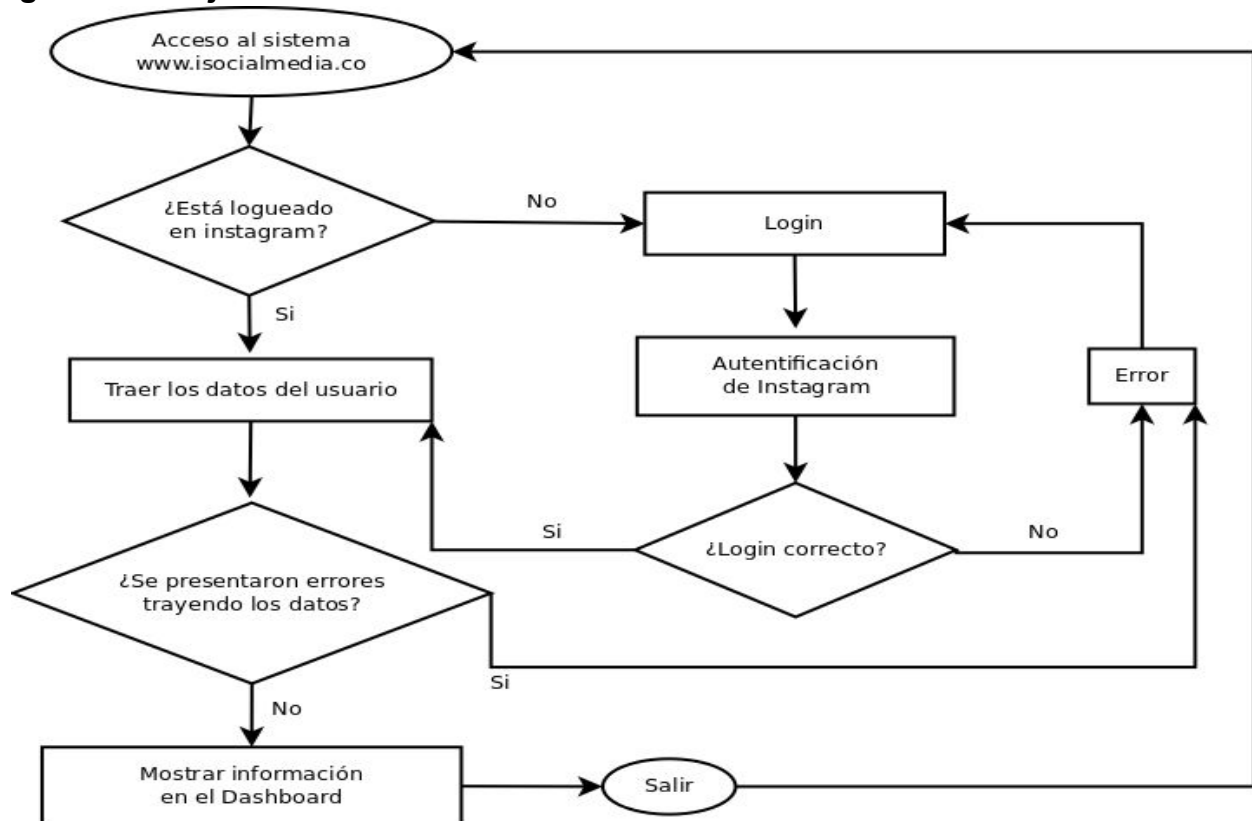 Acceso al sistema
www.isocialmedia.co
¿Está logueado
en instagram?
No
Login
Si
Traer los datos del usuario
Autentificación
de Instagram
Error
¿Se presentaron errores
trayendo los datos?
Si
¿Login correcto?
No
Si
No
Mostrar información
en el Dashboard
Salir